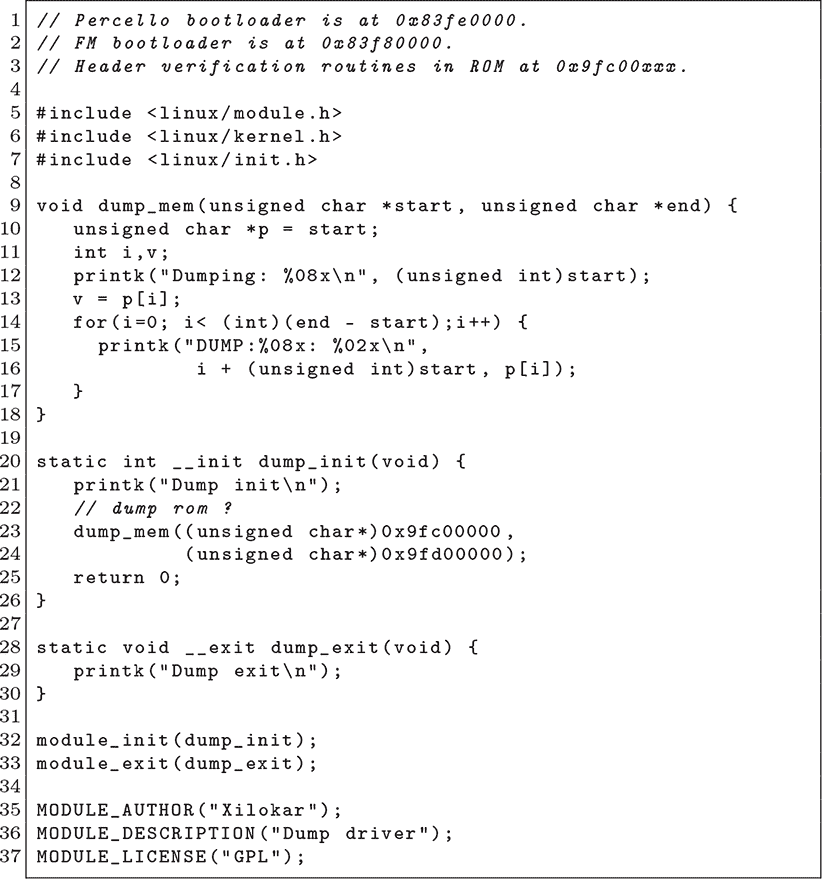 1 // Percello bootloader is at 0x83fe0000.
2 // FM bootloader is at 0x83f80000.
3 // Header verification routines in ROM at 0x9fc00xxx.
4
5 #include <linux/module.h>
6 #include <linux/kernel.h>
7 #include <linux/init.h>
8
9 void dump_mem(unsigned char *start, unsigned char *end) {
10    unsigned char *p = start;
11    int i,v;
12    printk("Dumping: %08x\n", (unsigned int)start);
13    v = p[i];
14    for(i=0; i< (int)(end - start);i++) {
15      printk("DUMP:%08x: %02x\n",
16              i + (unsigned int)start, p[i]);
17    }
18 }
19
20 static int __init dump_init(void) {
21    printk("Dump init\n");
22    // dump rom ?
23    dump_mem((unsigned char*)0x9fc00000,
24             (unsigned char*)0x9fd00000);
25    return 0;
26 }
27
28 static void __exit dump_exit(void) {
29    printk("Dump exit\n");
30 }
31
32 module_init(dump_init);
33 module_exit(dump_exit);
34
35 MODULE_AUTHOR("Xilokar");
36 MODULE_DESCRIPTION("Dump driver");
37 MODULE_LICENSE("GPL");